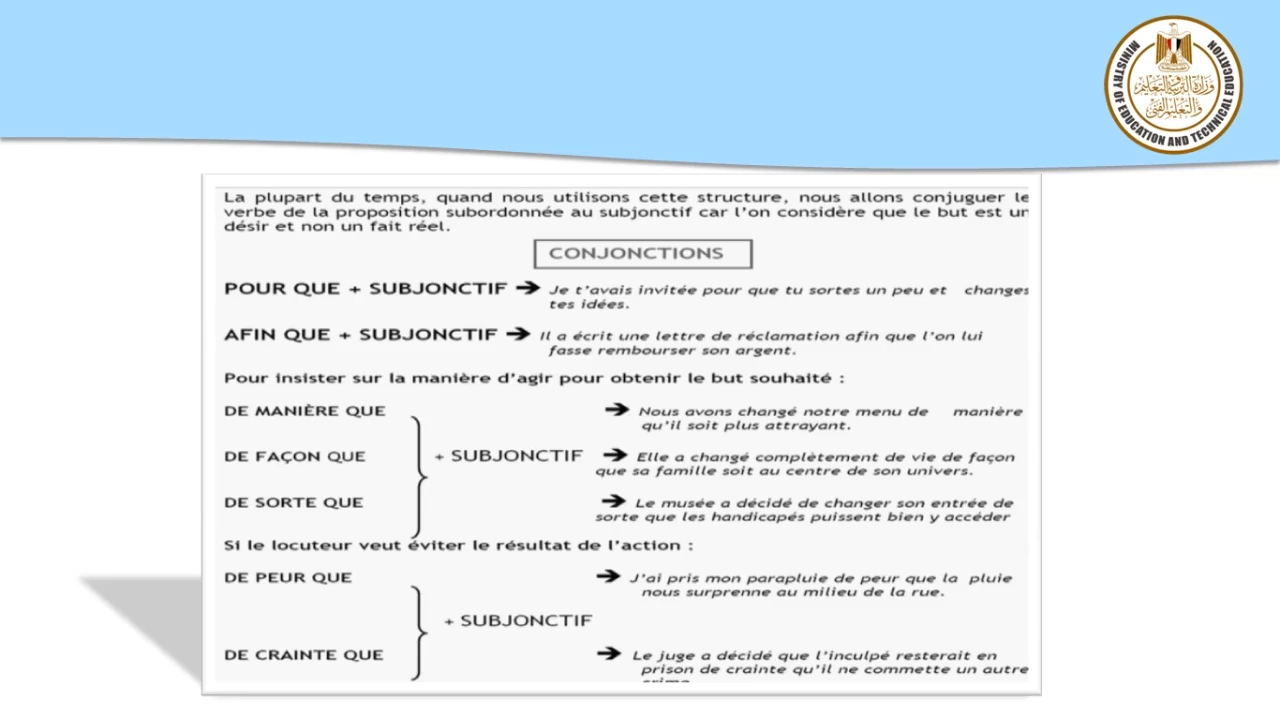 MINISTRY OF EDUCATION AND TECHNICAL EDUCATION
وزارة التربية والتعليم
والتعليم الفني
La plupart du temps, quand nous utilisons cette structure, nous allons conjuguer le
verbe de la proposition subordonnée au subjonctif car l'on considère que le but est un
désir et non un fait réel.
CONJONCTIONS
POUR QUE + SUBJONCTIF ➔ Je t'avais invitée pour que tu sortes un peu et changes
tes idées.
AFIN QUE + SUBJONCTIF ➔ Il a écrit une lettre de réclamation afin que l'on lui
fasse rembourser son argent.
Pour insister sur la manière d'agir pour obtenir le but souhaité :
DE MANIÈRE QUE ➔ Nous avons changé notre menu de manière
qu'il soit plus attrayant.
DE FAÇON QUE + SUBJONCTIF ➔ Elle a changé complètement de vie de façon
que sa famille soit au centre de son univers.
DE SORTE QUE ➔ Le musée a décidé de changer son entrée de
sorte que les handicapés puissent bien y accéder
Si le locuteur veut éviter le résultat de l'action :
DE PEUR QUE ➔ J'ai pris mon parapluie de peur que la pluie
nous surprenne au milieu de la rue.
+ SUBJONCTIF
DE CRAINTE QUE ➔ Le juge a décidé que l'inculpé resterait en
prison de crainte qu'il ne commette un autre